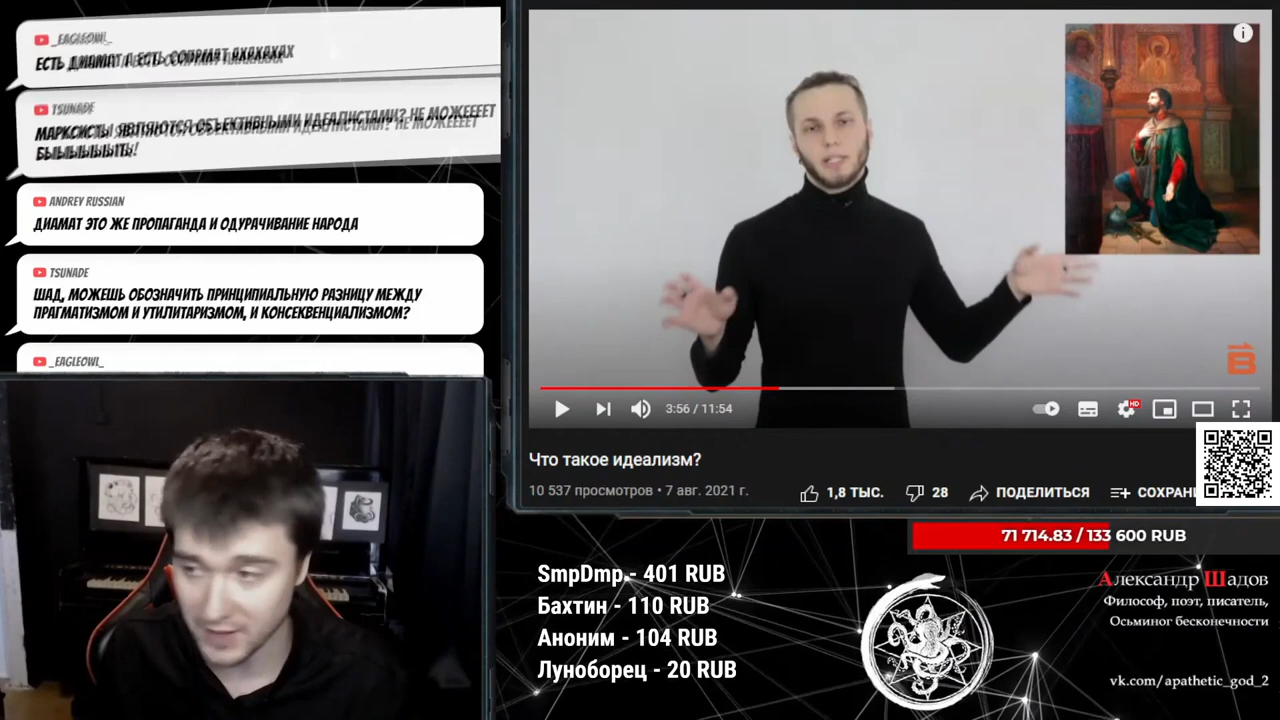 _EAGLEOWL_
ЕСТЬ ДИАМАТ А ЕСТЬ СОПРМАТ АХАХАХАХ
TSUNADE
МАРКСИСТЫ ЯВЛЯЮТСЯ ОБЪЕКТИВНЫМИ ИДЕАЛИСТАМИ? НЕ МОЖЕЕЕЕТ
ANDREY RUSSIAN
ДИАМАТ ЭТО ЖЕ ПРОПАГАНДА И ОДУРАЧИВАНИЕ НАРОДА
TSUNADE
ШАД, МОЖЕШЬ ОБОЗНАЧИТЬ ПРИНЦИПИАЛЬНУЮ РАЗНИЦУ МЕЖДУ
ПРАГМАТИЗМОМ И УТИЛИТАРИЗМОМ, И КОНСЕКВЕНЦИАЛИЗМОМ?
_EAGLEOWL_
В
3:56 / 11:54
HD
Что такое идеализм?
10 537 просмотров • 7 авг. 2021 г.
1,8 ТЫС.
28
ПОДЕЛИТЬСЯ
СОХРАН
71 714.83 / 133 600 RUB
SmpDmp - 401 RUB
Бахтин - 110 RUB
Аноним - 104 RUB
Луноборец - 20 RUB
Александр Шадов
Философ, поэт, писатель,
Осьминог бесконечности
vk.com/apathetic_god_2